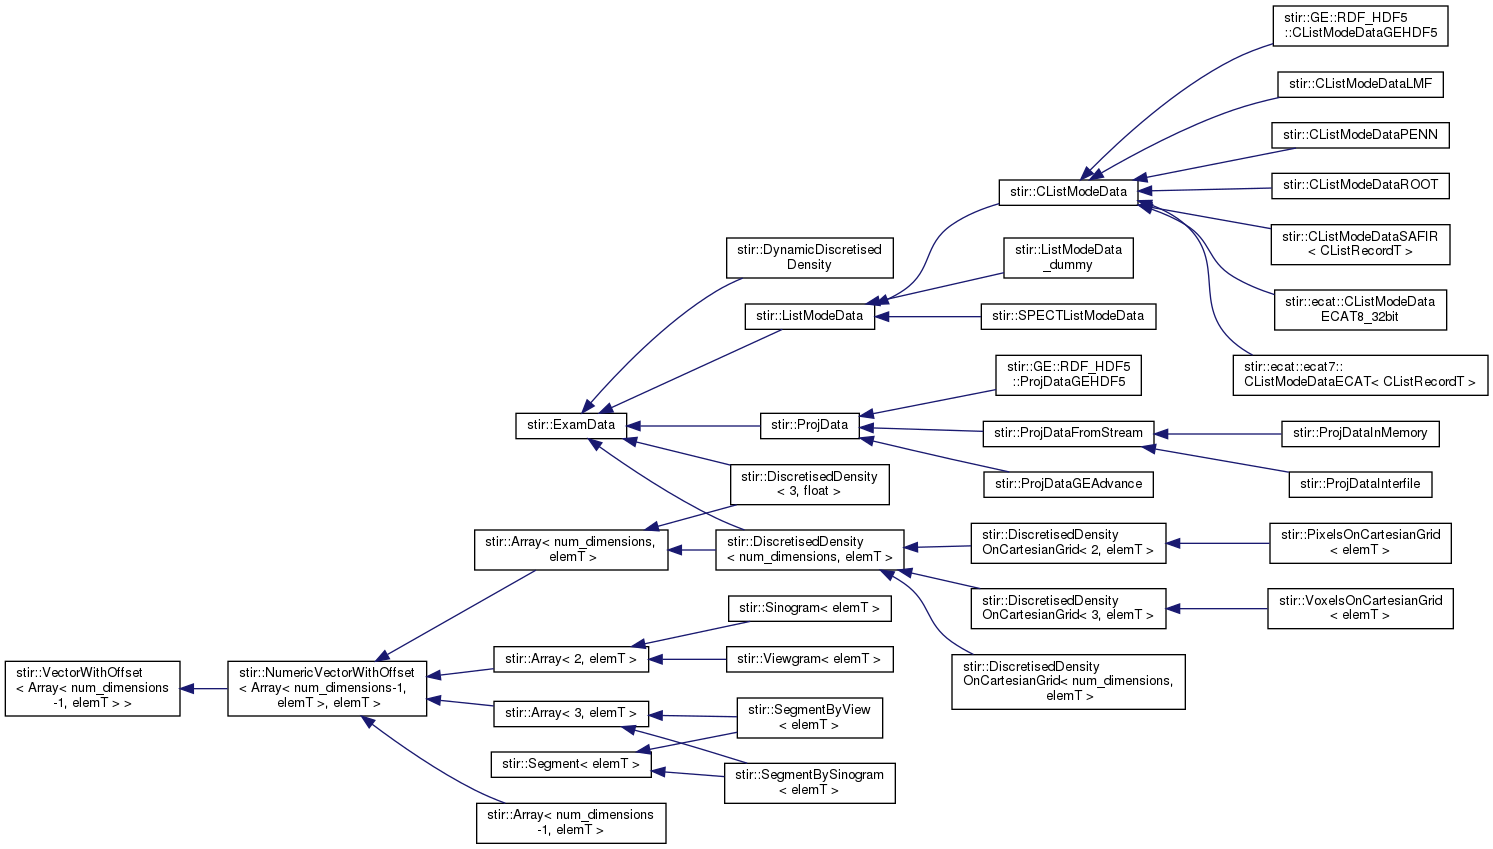 stir::GE::RDF_HDF5
::CListModeDataGEHDF5
stir::CListModeDataLMF
stir::CListModeDataPENN
stir::CListModeData
stir::CListModeDataROOT
stir::CListModeDataSAFIR
< CListRecordT >
stir::DynamicDiscretised
Density
stir::ListModeData
_dummy
stir::ecat::CListModeData
ECAT8_32bit
stir::ListModeData
stir::SPECTListModeData
stir::ecat::ecat7::
CListModeDataECAT< CListRecordT >
stir::GE::RDF_HDF5
::ProjDataGEHDF5
stir::ExamData
stir::ProjData
stir::ProjDataFromStream
stir::ProjDataInMemory
stir::DiscretisedDensity
< 3, float >
stir::ProjDataGEAdvance
stir::ProjDataInterfile
stir::Array< num_dimensions,
elemT >
stir::DiscretisedDensity
< num_dimensions, elemT >
stir::DiscretisedDensity
OnCartesianGrid< 2, elemT >
stir::PixelsOnCartesianGrid
< elemT >
stir::Sinogram< elemT >
stir::DiscretisedDensity
OnCartesianGrid< 3, elemT >
stir::VoxelsOnCartesianGrid
< elemT >
stir::VectorWithOffset
< Array< num_dimensions
-1, elemT > >
stir::NumericVectorWithOffset
< Array< num_dimensions-1,
elemT >, elemT >
stir::Array< 2, elemT >
stir::Viewgram< elemT >
stir::DiscretisedDensity
OnCartesianGrid< num_dimensions,
elemT >
stir::Array< 3, elemT >
stir::SegmentByView
< elemT >
stir::Segment< elemT >
stir::SegmentBySinogram
< elemT >
stir::Array< num_dimensions
-1, elemT >